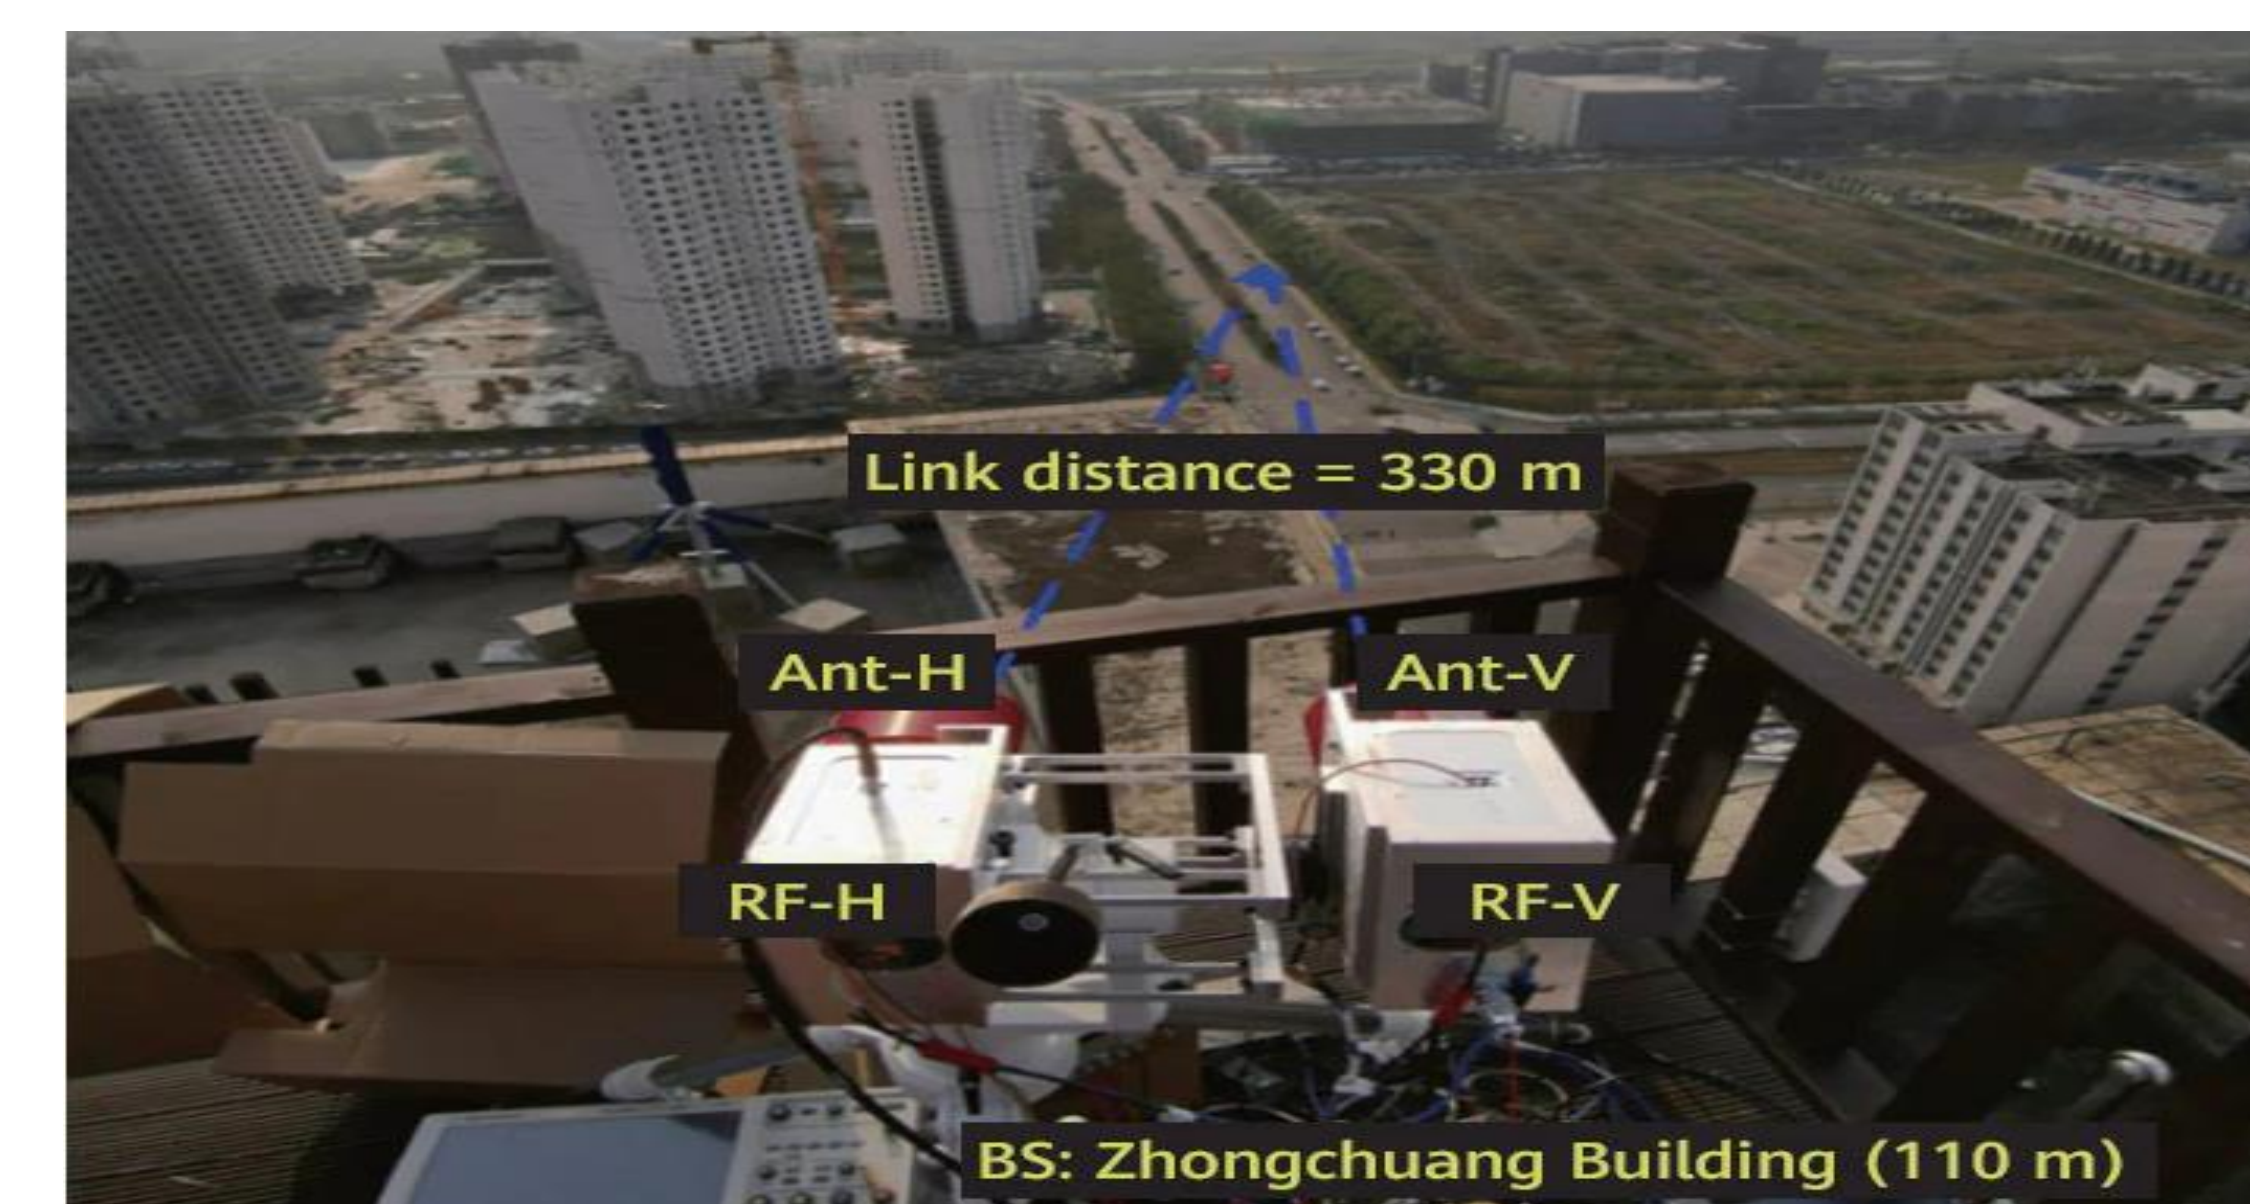 Link distance = 330 m
Ant-H
Ant-V
RF-H
RF-V
BS: Zhongchuang Building (110 m)